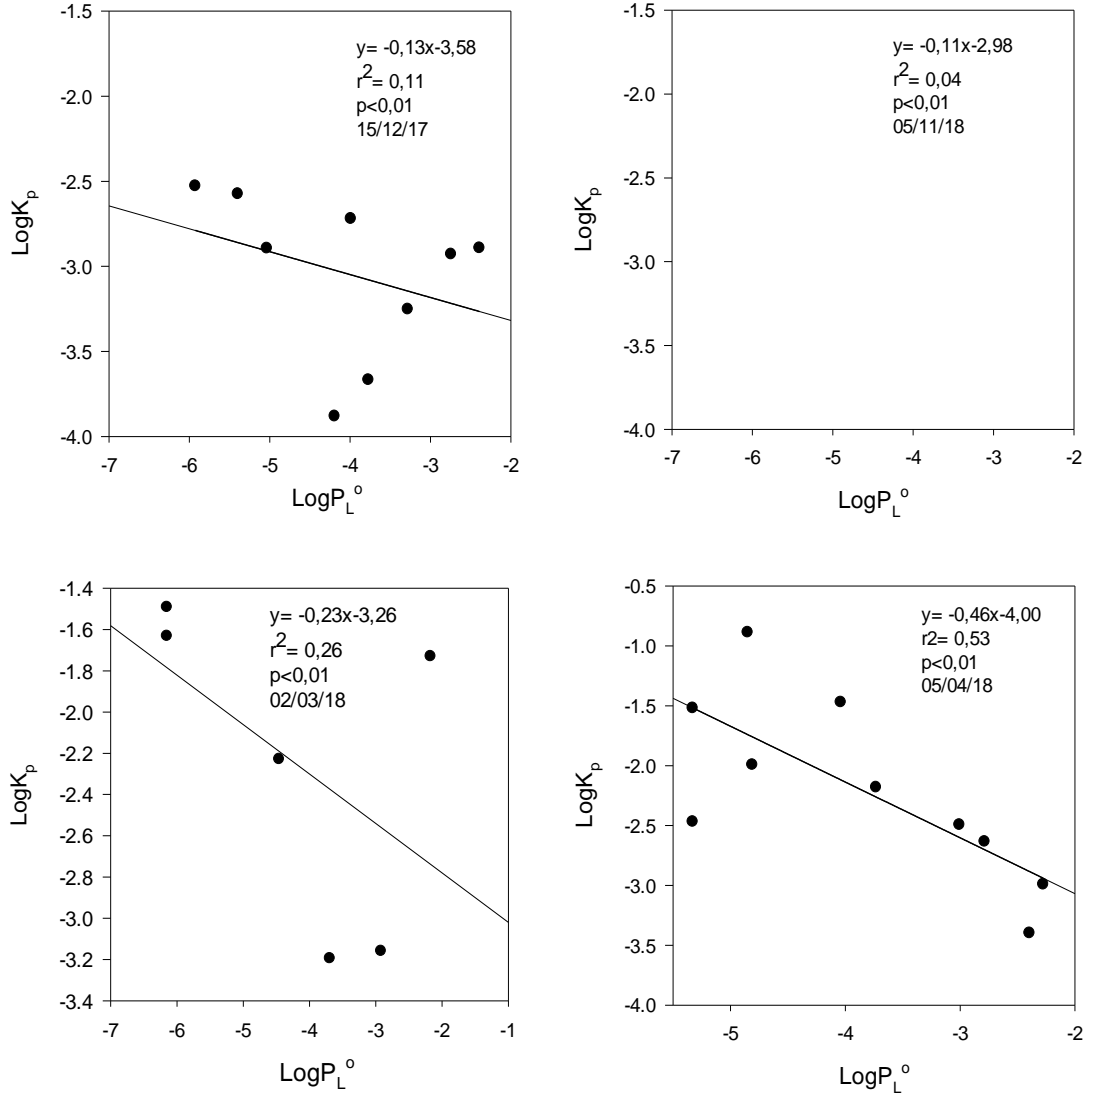 -1.5
y= -0,13x-3,58
r2= 0,11
p<0,01
15/12/17
-2.0
-2.5
-3.0
-3.5
-4.0
LogKp
-7 -6 -5 -4 -3 -2
LogPLo
-1.5
y= -0,11x-2,98
r2= 0,04
p<0,01
05/11/18
-2.0
-1.5
-3.0
-3.5
-4.0
LogKp
-7 -6 -5 -4 -3 -2
LogPLo
-1.4
y= -0,23x-3,26
r2= 0,26
p<0,01
02/03/18
-1.6
-1.8
-2.0
-2.2
-2.4
-2.6
-2.8
-3.0
-3.2
-3.4
LogKp
-7 -6 -5 -4 -3 -2 -1
LogPLo
-0.5
y= -0,46x-4,00
r2= 0,53
p<0,01
05/04/18
-1.0
-1.5
-2.0
-2.5
-3.0
-3.5
-4.0
LogKp
-5 -4 -3 -2
LogPLo